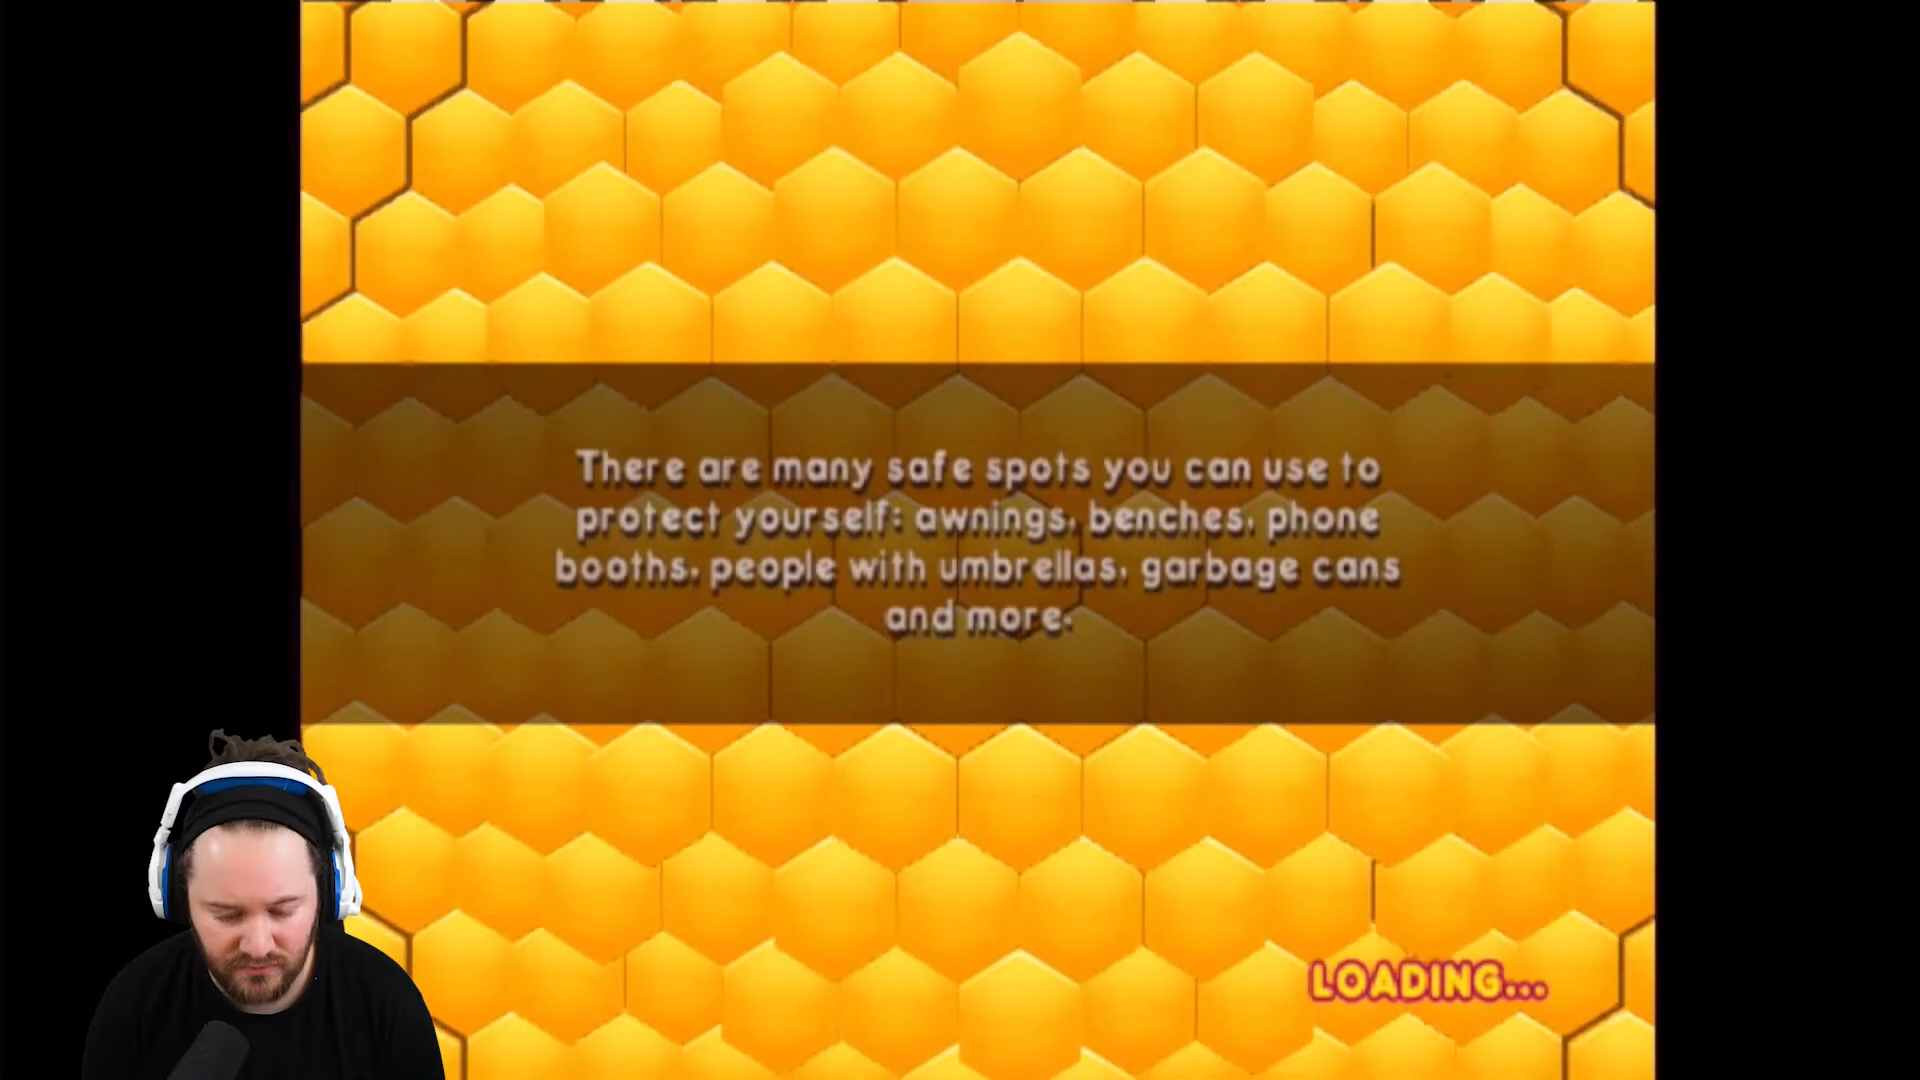 There are many safe spots you can use to
protect yourself: awnings, benches, phone
booths, people with umbrellas, garbage cans
and more.
LOADING...